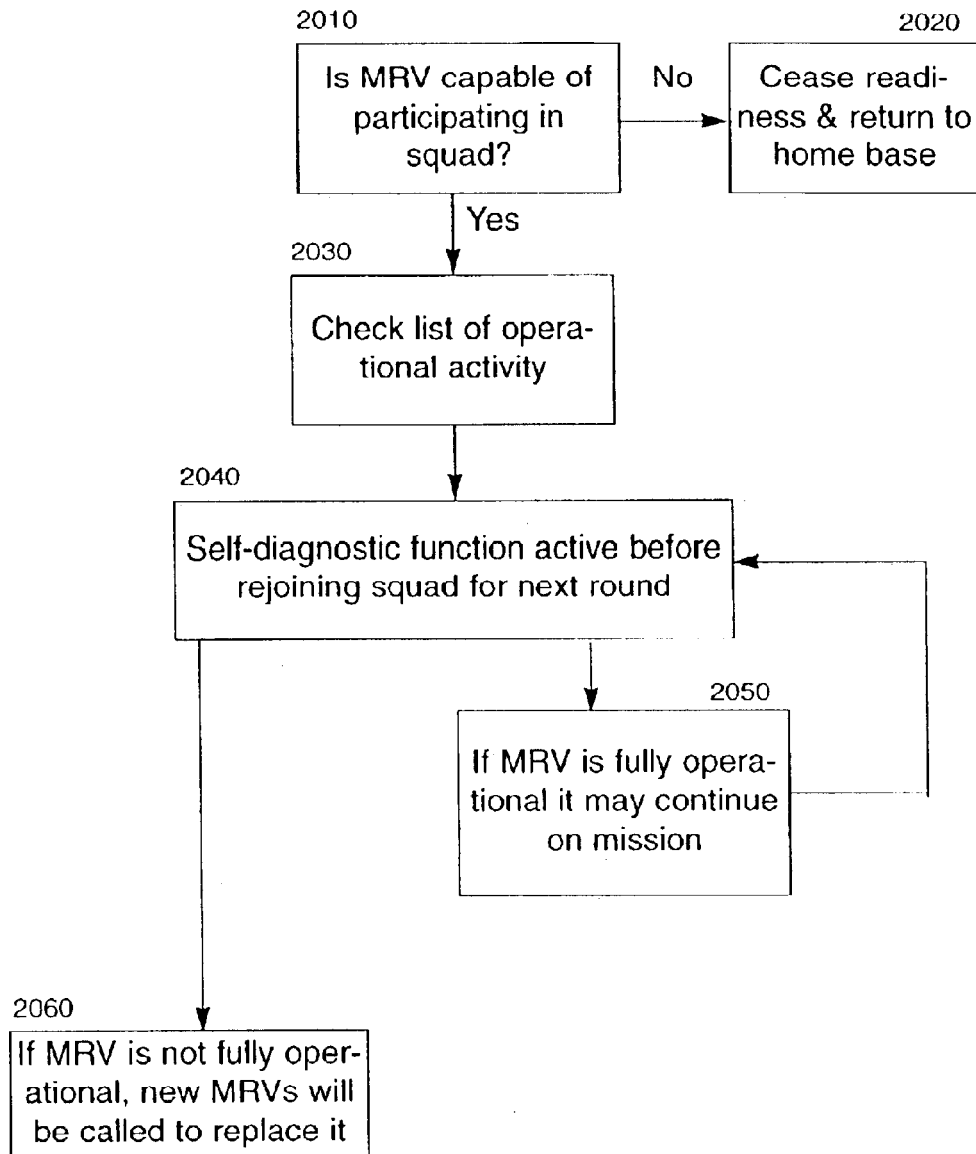 2010
Is MRV capable of
participating in
squad?
No
2020
Cease readi-
ness & return to
home base
Yes
2030
Check list of opera-
tional activity
2040
Self-diagnostic function active before
rejoining squad for next round
2050
If MRV is fully opera-
tional it may continue
on mission
2060
If MRV is not fully oper-
ational, new MRVs will
be called to replace it